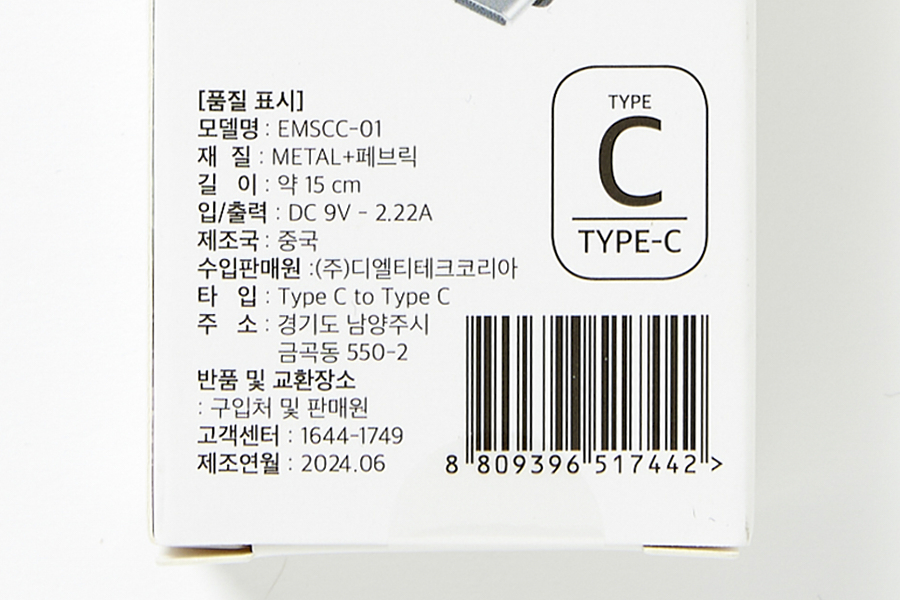 [품질 표시]
모델명 : EMSCC-01
재 질 : METAL+페브릭
길 이 : 약 15 cm
입/출력 : DC 9V - 2.22A
제조국 : 중국
수입판매원 :(주)디엘티테크코리아
타 입 : Type C to Type C
주 소 : 경기도 남양주시
금곡동 550-2
반품 및 교환장소
: 구입처 및 판매원
고객센터 : 1644-1749
제조연월 : 2024.06
TYPE
C
TYPE-C
8 809396 517442 >